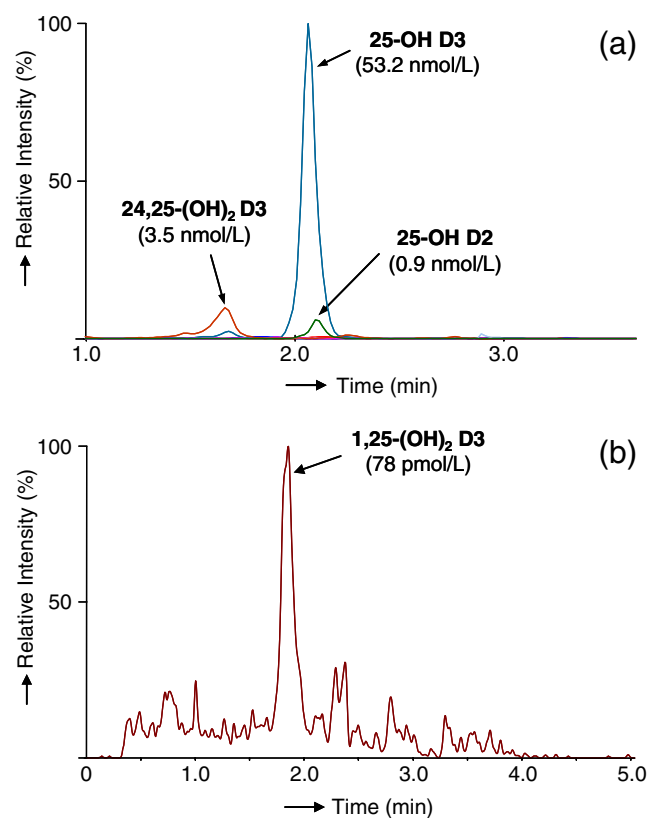 (a)
100
50
Relative Intensity (%)
25-OH D3
(53.2 nmol/L)
24,25-(OH)₂ D3
(3.5 nmol/L)
25-OH D2
(0.9 nmol/L)
1.0 2.0 3.0
Time (min)
(b)
100
50
Relative Intensity (%)
1,25-(OH)₂ D3
(78 pmol/L)
0 1.0 2.0 3.0 4.0 5.0
Time (min)